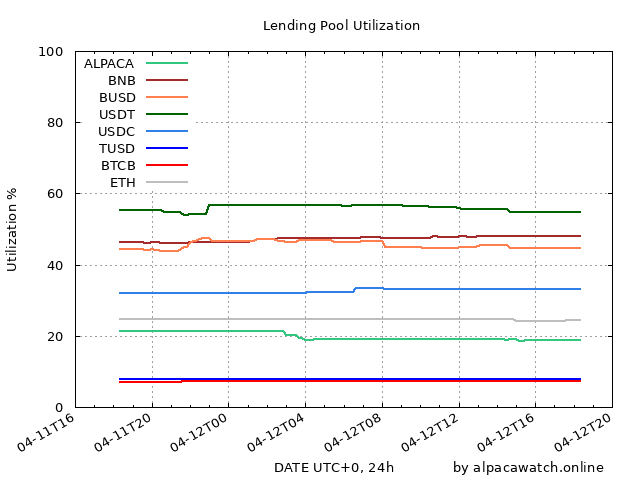 Lending Pool Utilization
100
80
60
40
20
0
Utilization %
ALPACA
BNB
BUSD
USDT
USDC
TUSD
BTCB
ETH
04-11T16
04-11T20
04-12T00
04-12T04
04-12T08
04-12T12
04-12T16
04-12T20
DATE UTC+0, 24h
by alpacawatch.online